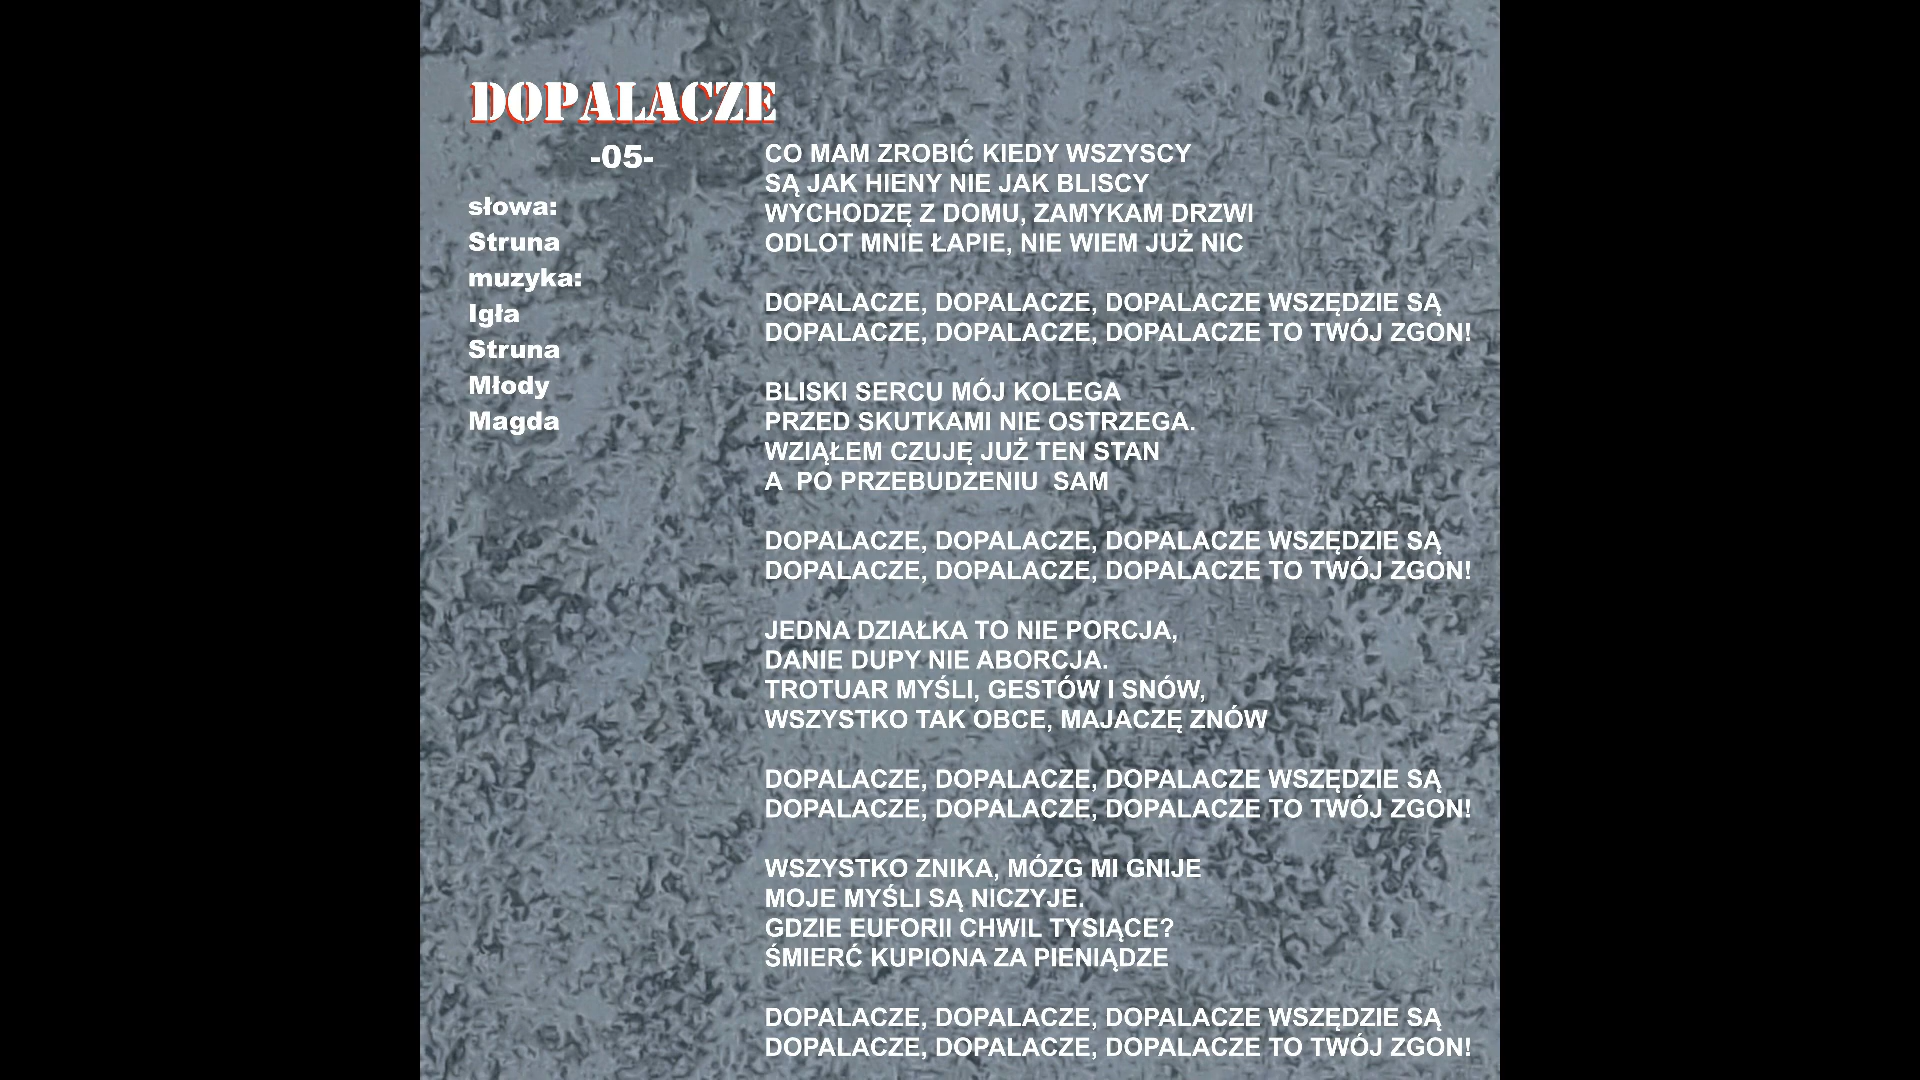 DOPALACZE
-05-
słowa:
Struna
muzyka:
Igła
Struna
Młody
Magda
CO MAM ZROBIĆ KIEDY WSZYSCY
SĄ JAK HIENY NIE JAK BLISCY
WYCHODZĘ Z DOMU, ZAMYKAM DRZWI
ODLOT MNIE ŁAPIE, NIE WIEM JUŻ NIC
DOPALACZE, DOPALACZE, DOPALACZE WSZĘDZIE SĄ
DOPALACZE, DOPALACZE, DOPALACZE TO TWÓJ ZGON!
BLISKI SERCU MÓJ KOLEGA
PRZED SKUTKAMI NIE OSTRZEGA.
WZIĄŁEM CZUJĘ JUŻ TEN STAN
A  PO PRZEBUDZENIU  SAM
DOPALACZE, DOPALACZE, DOPALACZE WSZĘDZIE SĄ
DOPALACZE, DOPALACZE, DOPALACZE TO TWÓJ ZGON!
JEDNA DZIAŁKA TO NIE PORCJA,
DANIE DUPY NIE ABORCJA.
TROTUAR MYŚLI, GESTÓW I SNÓW,
WSZYSTKO TAK OBCE, MAJACZĘ ZNÓW
DOPALACZE, DOPALACZE, DOPALACZE WSZĘDZIE SĄ
DOPALACZE, DOPALACZE, DOPALACZE TO TWÓJ ZGON!
WSZYSTKO ZNIKA, MÓZG MI GNIJE
MOJE MYŚLI SĄ NICZYJE.
GDZIE EUFORII CHWIL TYSIĄCE?
ŚMIERĆ KUPIONA ZA PIENIĄDZE
DOPALACZE, DOPALACZE, DOPALACZE WSZĘDZIE SĄ
DOPALACZE, DOPALACZE, DOPALACZE TO TWÓJ ZGON!